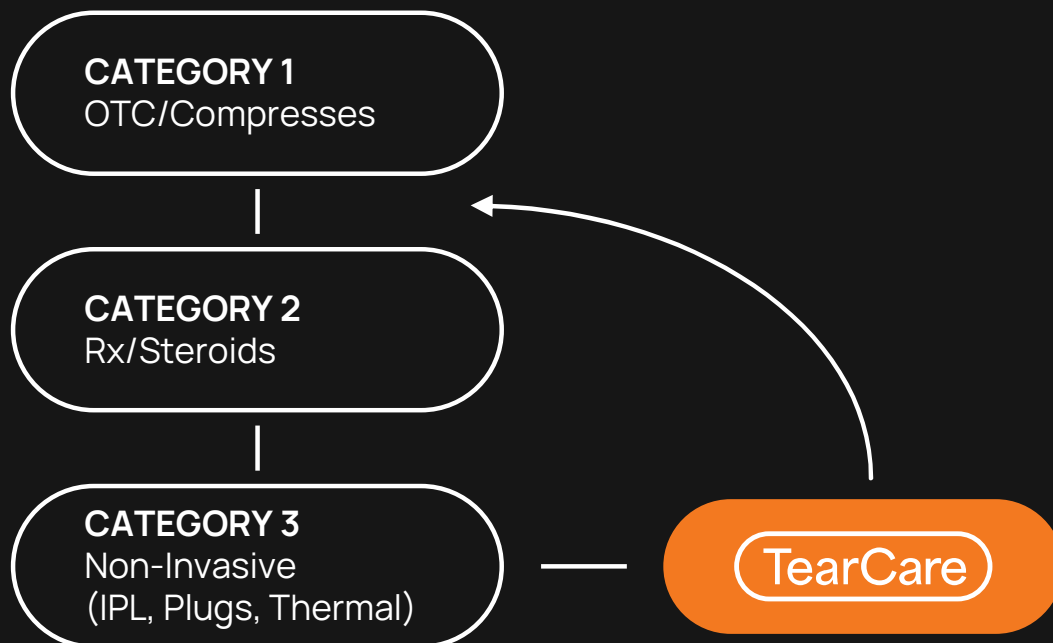 CATEGORY 1
OTC/Compresses
CATEGORY 2
Rx/Steroids
CATEGORY 3
Non-Invasive
(IPL, Plugs, Thermal)
TearCare